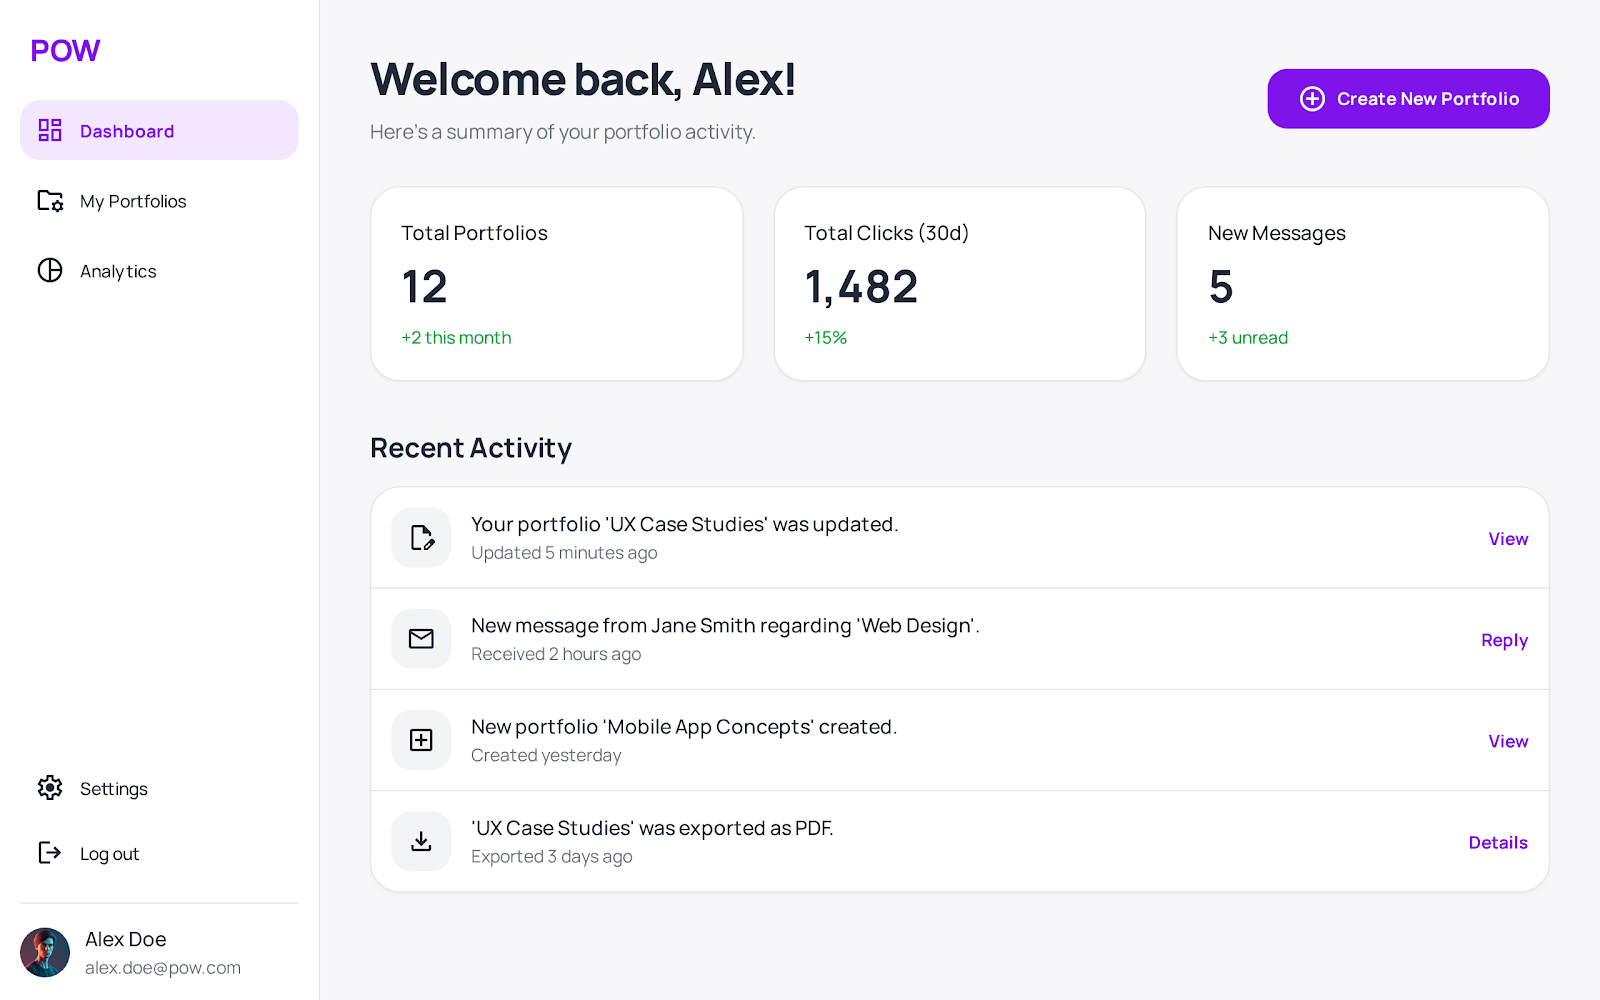 POW
Dashboard
My Portfolios
Analytics
Settings
Log out
Alex Doe
alex.doe@pow.com
Welcome back, Alex!
Here's a summary of your portfolio activity.
Create New Portfolio
Total Portfolios
12
+2 this month
Total Clicks (30d)
1,482
+15%
New Messages
5
+3 unread
Recent Activity
Your portfolio 'UX Case Studies' was updated.
Updated 5 minutes ago
View
New message from Jane Smith regarding 'Web Design'.
Received 2 hours ago
Reply
New portfolio 'Mobile App Concepts' created.
Created yesterday
View
'UX Case Studies' was exported as PDF.
Exported 3 days ago
Details